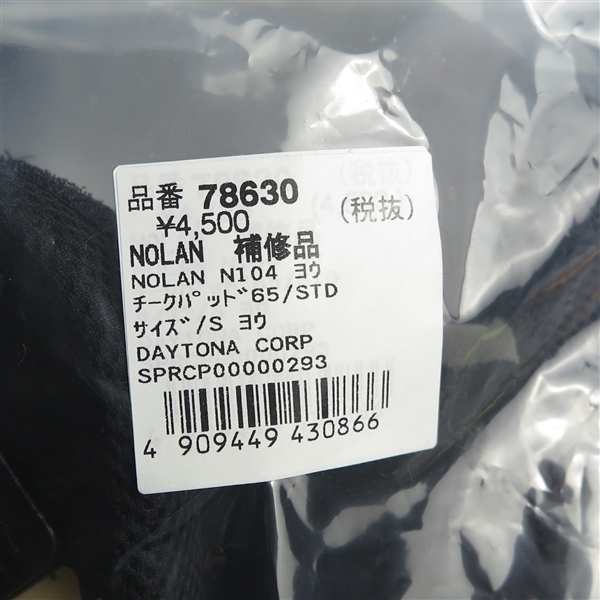 品番 78630
¥4,500 (税抜)
NOLAN 補修品
NOLAN N104 ヨウ
チークパッド65/STD
サイズ/S ヨウ
DAYTONA CORP
SPRCP00000293
4 909449 430866